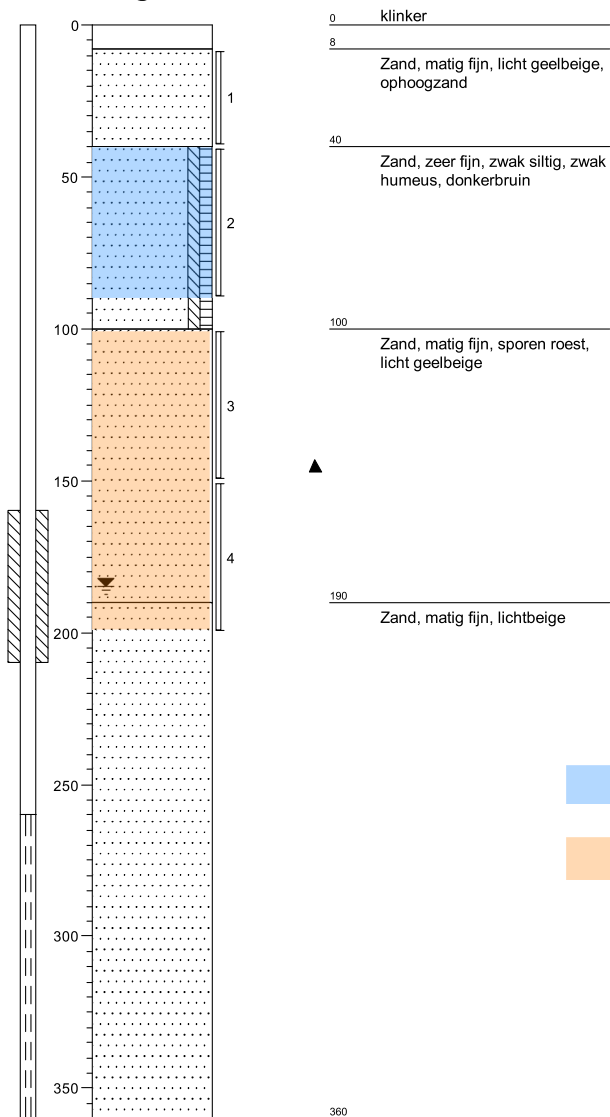 0
klinker
8
Zand, matig fijn, licht geelbeige,
ophoogzand
1
40
Zand, zeer fijn, zwak siltig, zwak
humeus, donkerbruin
50
2
100
100
Zand, matig fijn, sporen roest,
licht geelbeige
3
150
4
190
Zand, matig fijn, lichtbeige
200
250
300
350
360
0